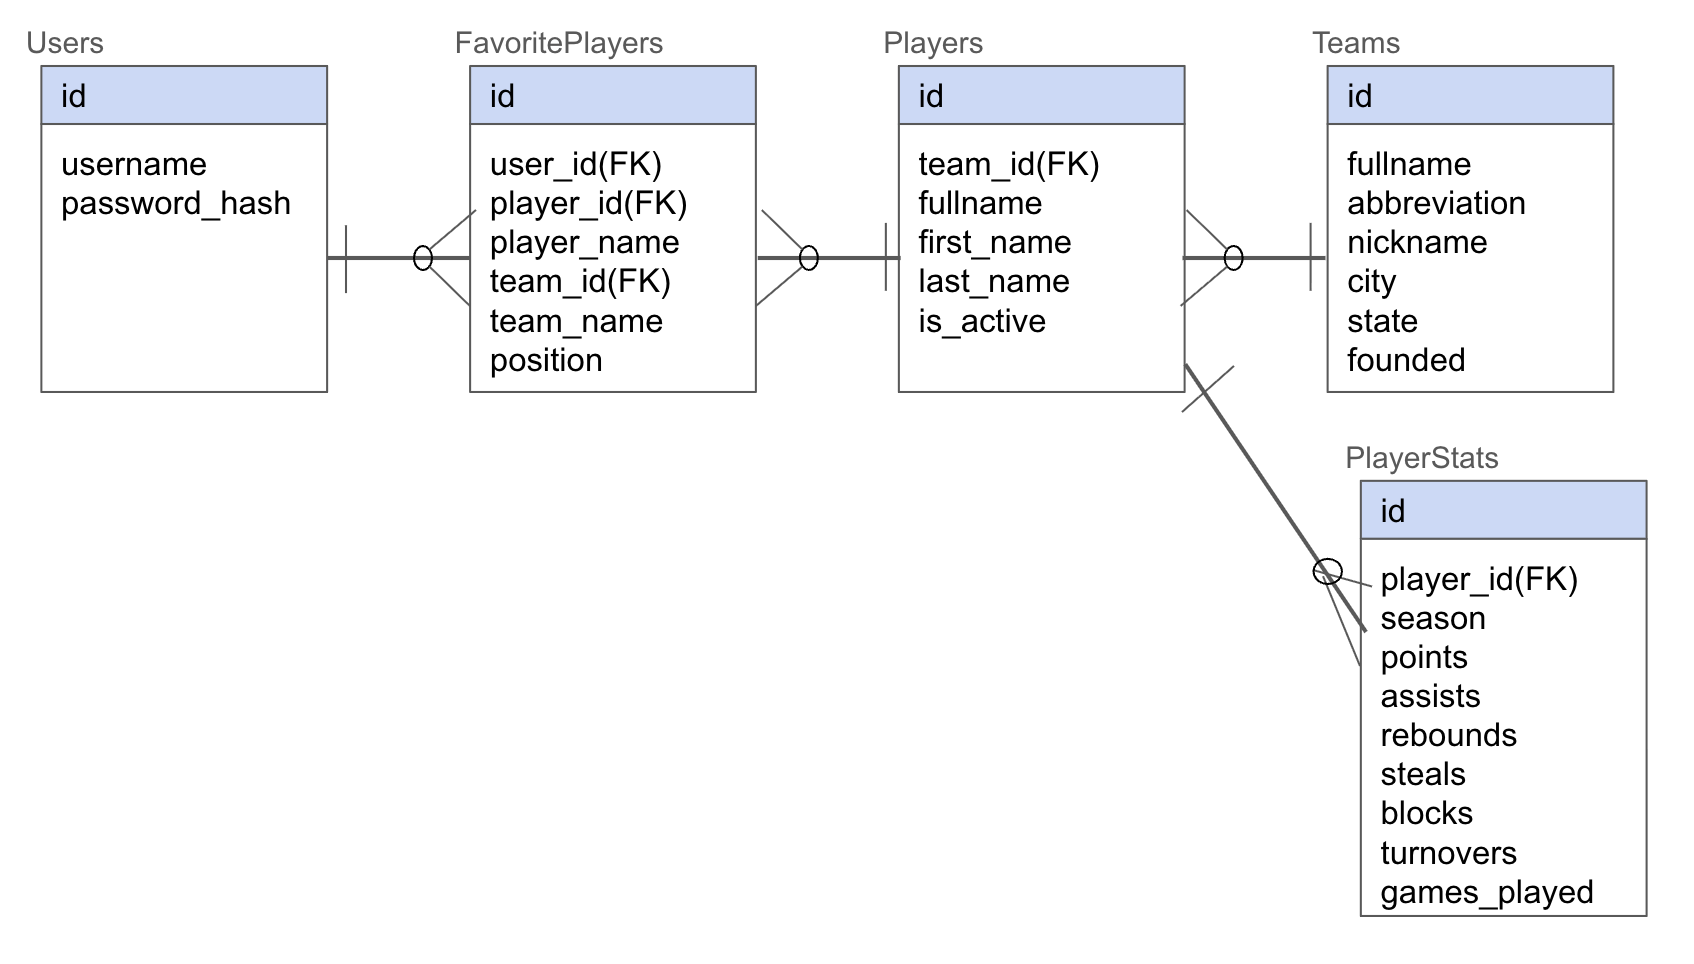 Users
id
username
password_hash
FavoritePlayers
id
user_id(FK)
player_id(FK)
player_name
team_id(FK)
team_name
position
Players
id
team_id(FK)
fullname
first_name
last_name
is_active
Teams
id
fullname
abbreviation
nickname
city
state
founded
PlayerStats
id
player_id(FK)
season
points
assists
rebounds
steals
blocks
turnovers
games_played